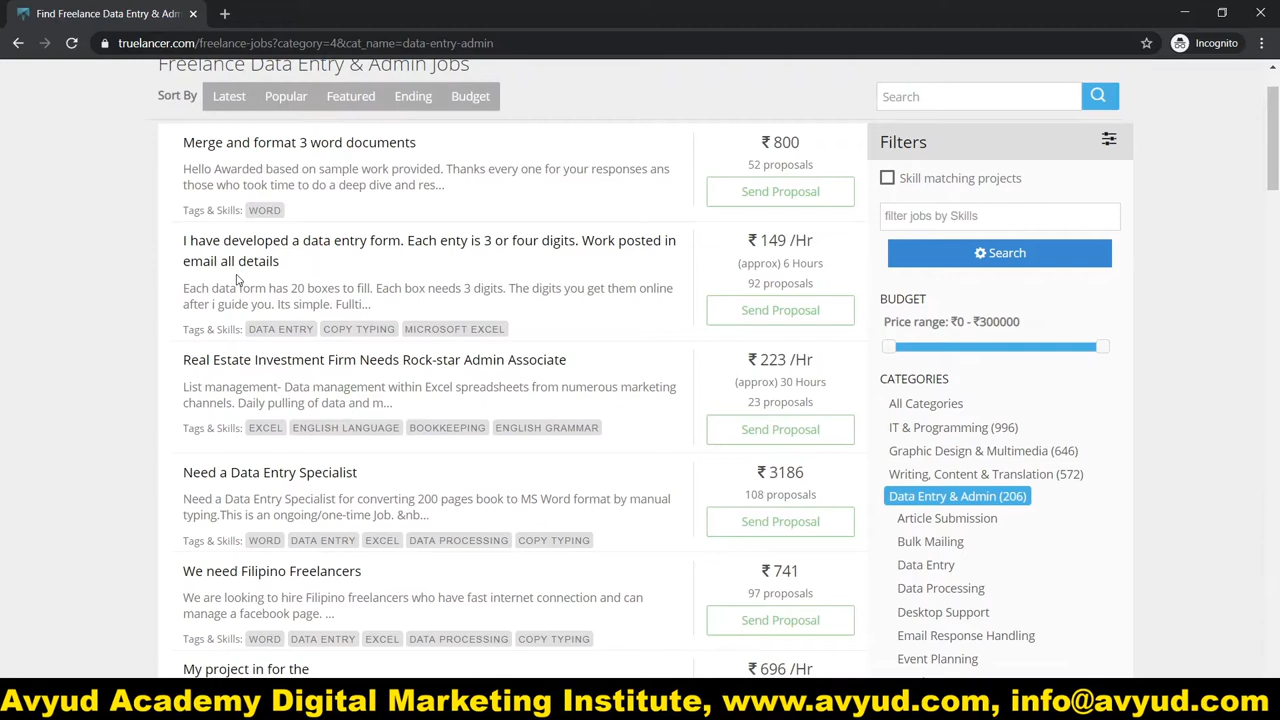 Find Freelance Data Entry & Adm
truelancer.com/freelance-jobs?category=4&cat_name=data-entry-admin
Incognito
Freelance Data Entry & Admin Jobs
Sort By Latest Popular Featured Ending Budget
Search
Merge and format 3 word documents
Hello Awarded based on sample work provided. Thanks every one for your responses ans
those who took time to do a deep dive and res...
Tags & Skills: WORD
₹ 800
52 proposals
Send Proposal
I have developed a data entry form. Each enty is 3 or four digits. Work posted in
email all details
Each data form has 20 boxes to fill. Each box needs 3 digits. The digits you get them online
after i guide you. Its simple. Fullti...
Tags & Skills: DATA ENTRY COPY TYPING MICROSOFT EXCEL
₹ 149 /Hr
(approx) 6 Hours
92 proposals
Send Proposal
Real Estate Investment Firm Needs Rock-star Admin Associate
List management- Data management within Excel spreadsheets from numerous marketing
channels. Daily pulling of data and m...
Tags & Skills: EXCEL ENGLISH LANGUAGE BOOKKEEPING ENGLISH GRAMMAR
₹ 223 /Hr
(approx) 30 Hours
23 proposals
Send Proposal
Need a Data Entry Specialist
Need a Data Entry Specialist for converting 200 pages book to MS Word format by manual
typing.This is an ongoing/one-time Job. &nb...
Tags & Skills: WORD DATA ENTRY EXCEL DATA PROCESSING COPY TYPING
₹ 3186
108 proposals
Send Proposal
We need Filipino Freelancers
We are looking to hire Filipino freelancers who have fast internet connection and can
manage a facebook page. ...
Tags & Skills: WORD DATA ENTRY EXCEL DATA PROCESSING COPY TYPING
₹ 741
97 proposals
Send Proposal
My project in for the
₹ 696 /Hr
Filters
Skill matching projects
filter jobs by Skills
Search
BUDGET
Price range: ₹0 - ₹300000
CATEGORIES
All Categories
IT & Programming (996)
Graphic Design & Multimedia (646)
Writing, Content & Translation (572)
Data Entry & Admin (206)
Article Submission
Bulk Mailing
Data Entry
Data Processing
Desktop Support
Email Response Handling
Event Planning
Avyud Academy Digital Marketing Institute, www.avyud.com, info@avyud.com